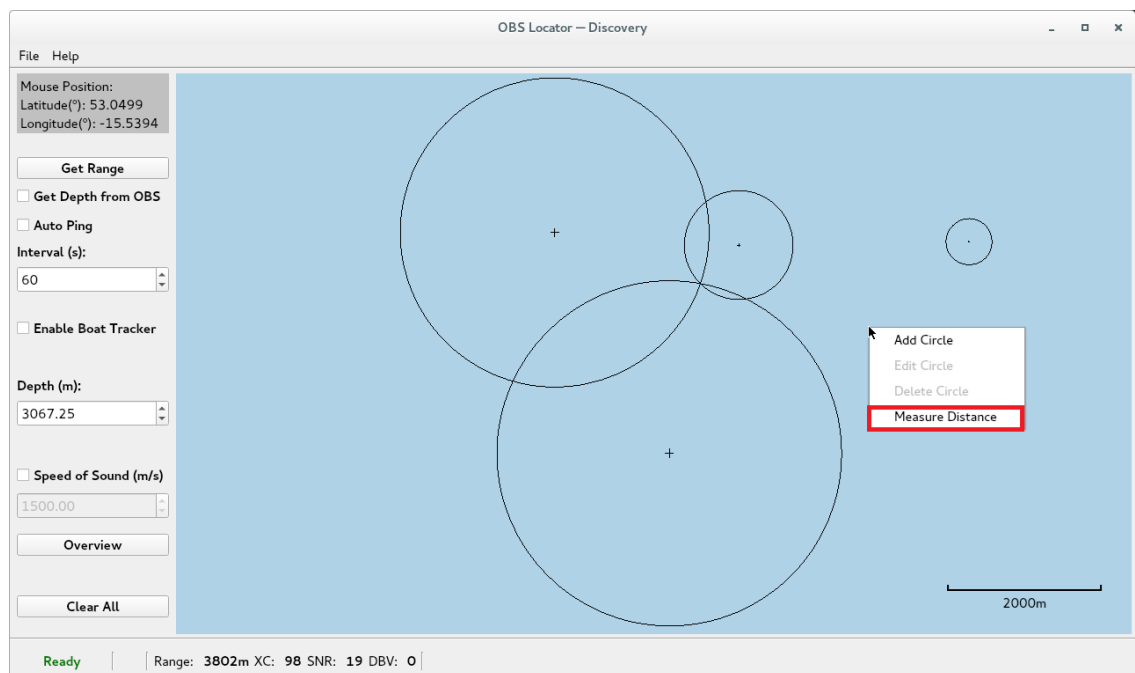 OBS Locator — Discovery
File Help
Mouse Position:
Latitude(°): 53.0499
Longitude(°): -15.5394
Get Range
Get Depth from OBS
Auto Ping
Interval (s):
60
Enable Boat Tracker
Depth (m):
3067.25
Speed of Sound (m/s)
1500.00
Overview
Clear All
Add Circle
Edit Circle
Delete Circle
Measure Distance
2000m
Ready Range: 3802m XC: 98 SNR: 19 DBV: 0